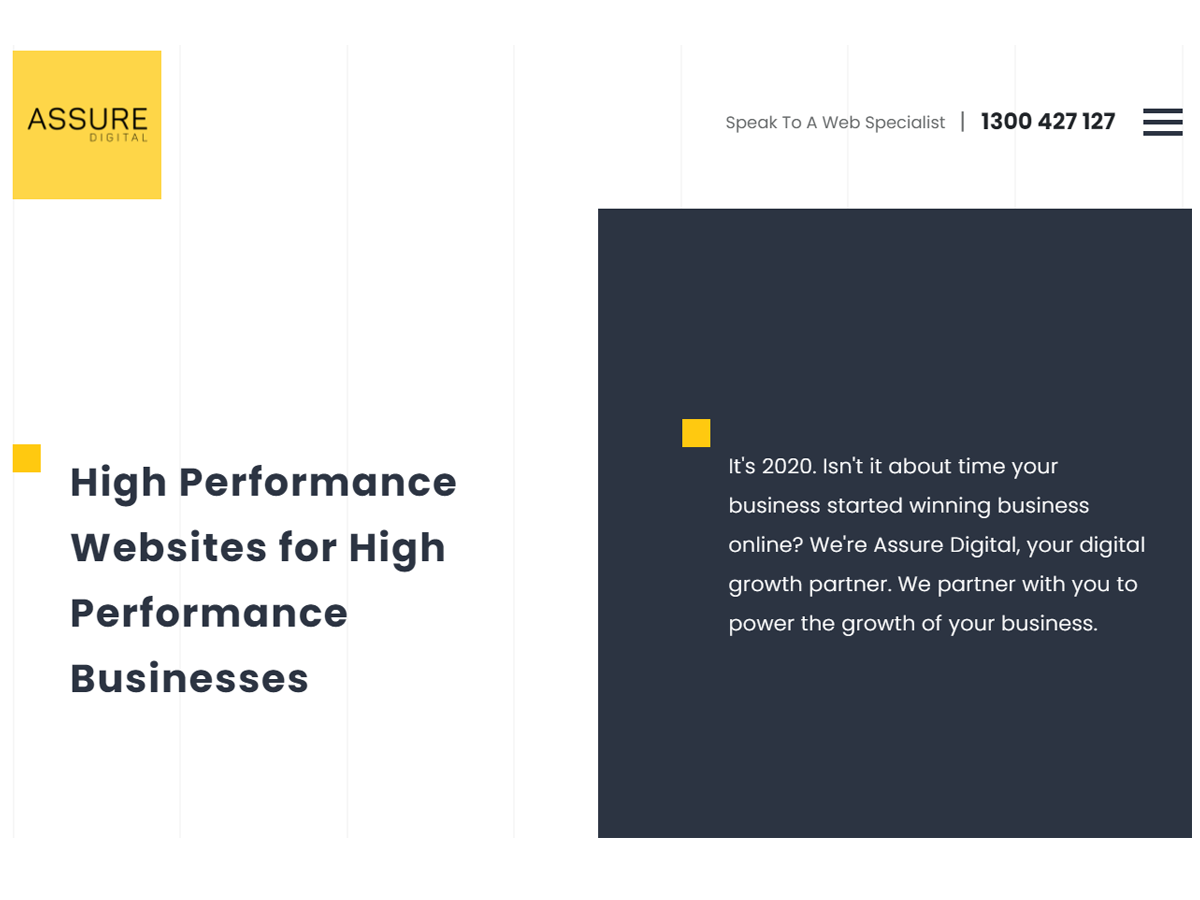 ASSURE
DIGITAL
Speak To A Web Specialist | 1300 427 127
High Performance
Websites for High
Performance
Businesses
It's 2020. Isn't it about time your
business started winning business
online? We're Assure Digital, your digital
growth partner. We partner with you to
power the growth of your business.